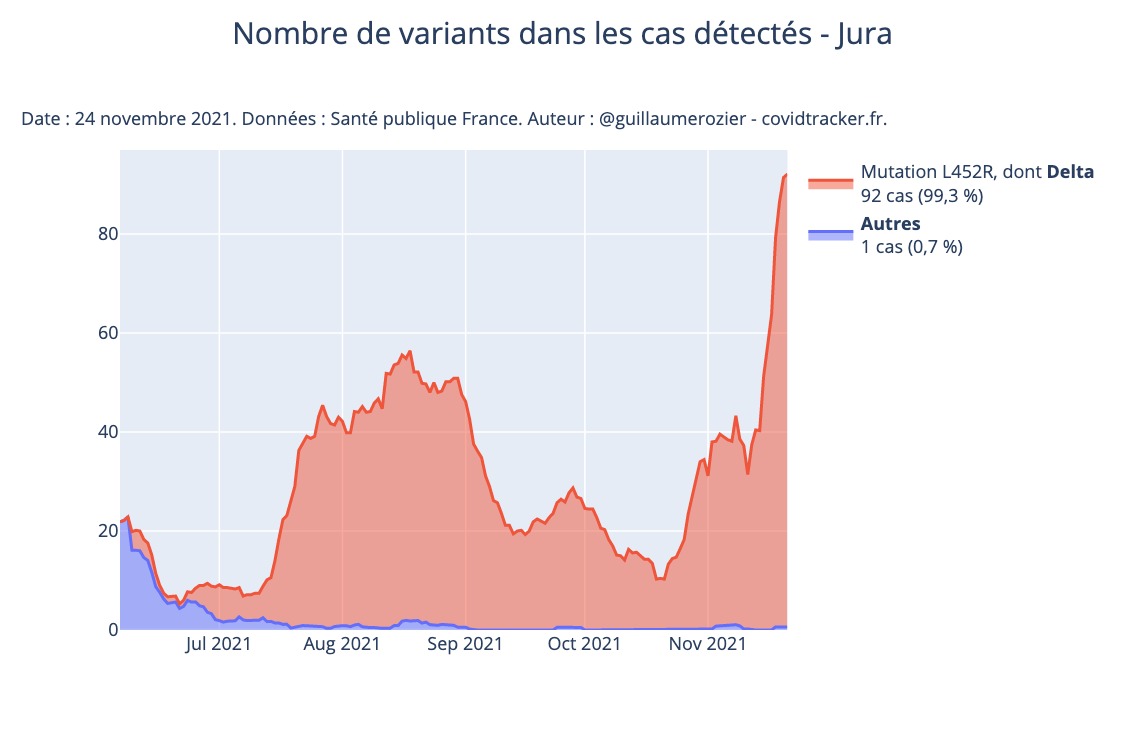 Nombre de variants dans les cas détectés - Jura
Date : 24 novembre 2021. Données : Santé publique France. Auteur : @guillaumerozier - covidtracker.fr.
Mutation L452R, dont Delta
92 cas (99,3 %)
Autres
1 cas (0,7 %)
80
60
40
20
0
Jul 2021
Aug 2021
Sep 2021
Oct 2021
Nov 2021